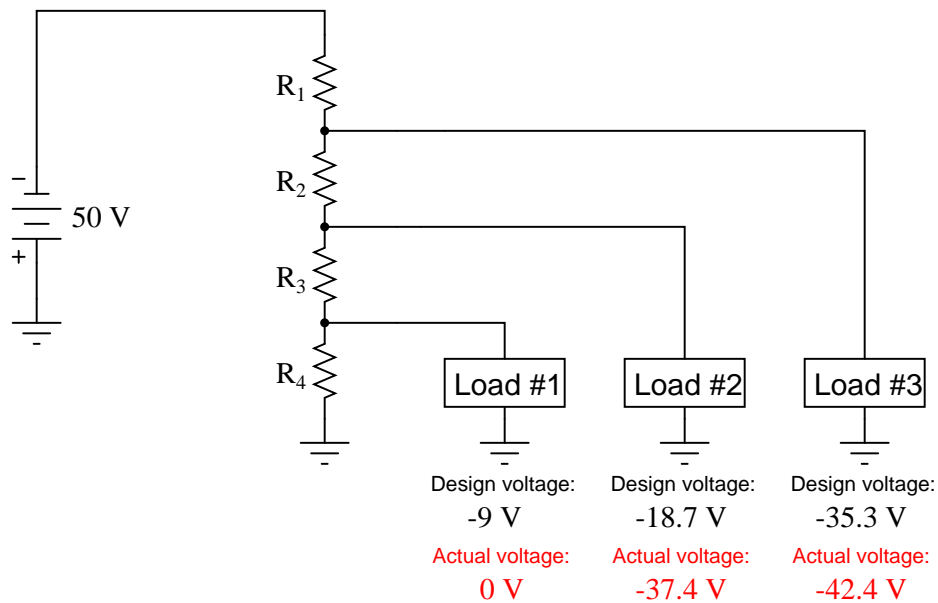 R1
−
R2
50 V
+
R3
R4
Load #1 Load #2 Load #3
Design voltage: Design voltage: Design voltage:
-9 V -18.7 V -35.3 V
Actual voltage: Actual voltage: Actual voltage:
0 V -37.4 V -42.4 V